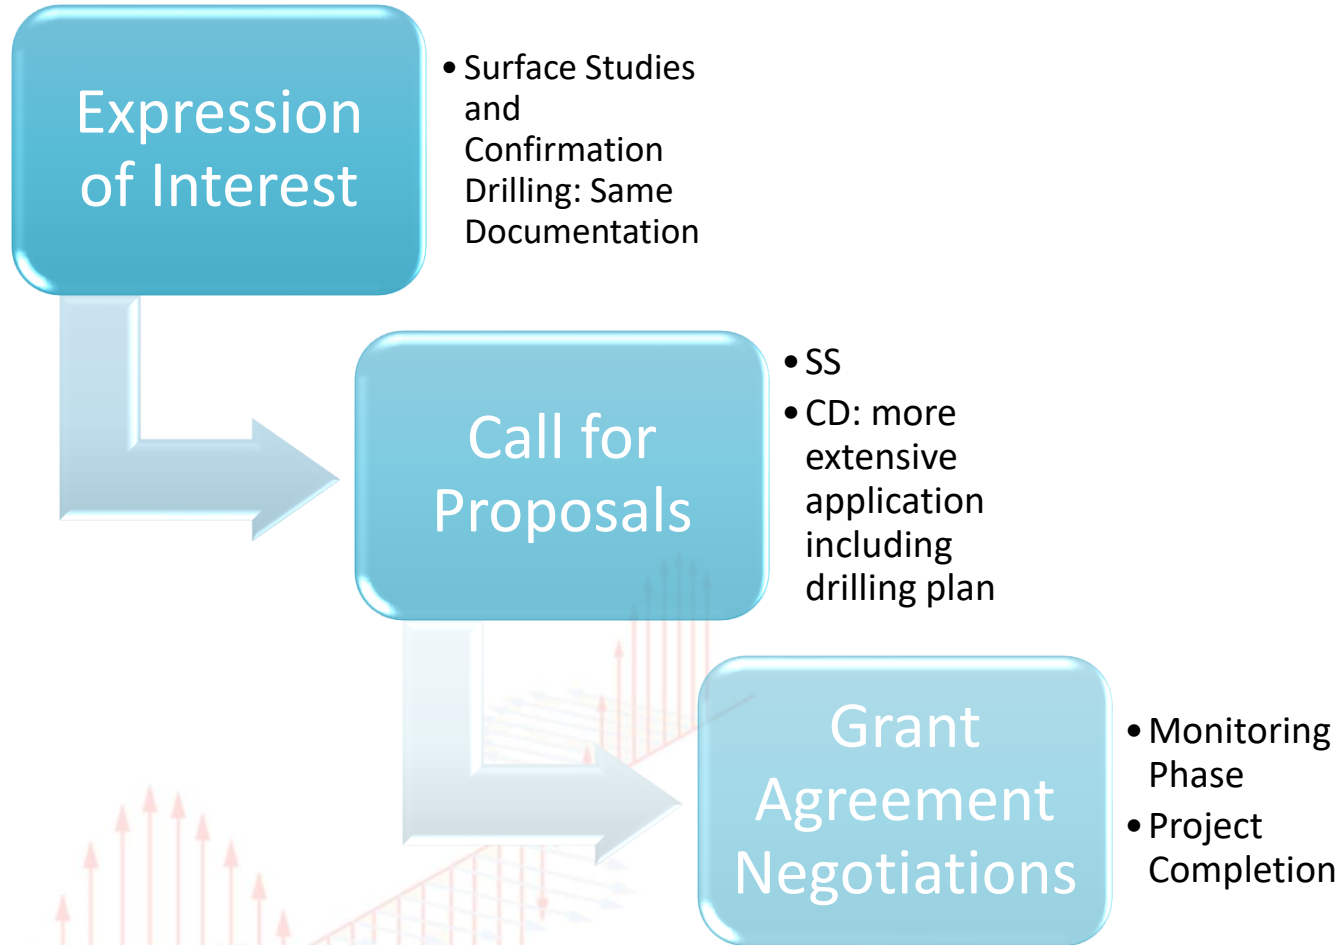 Expression
of Interest
• Surface Studies
and
Confirmation
Drilling: Same
Documentation
Call for
Proposals
• SS
• CD: more
extensive
application
including
drilling plan
Grant
Agreement
Negotiations
• Monitoring
Phase
• Project
Completion